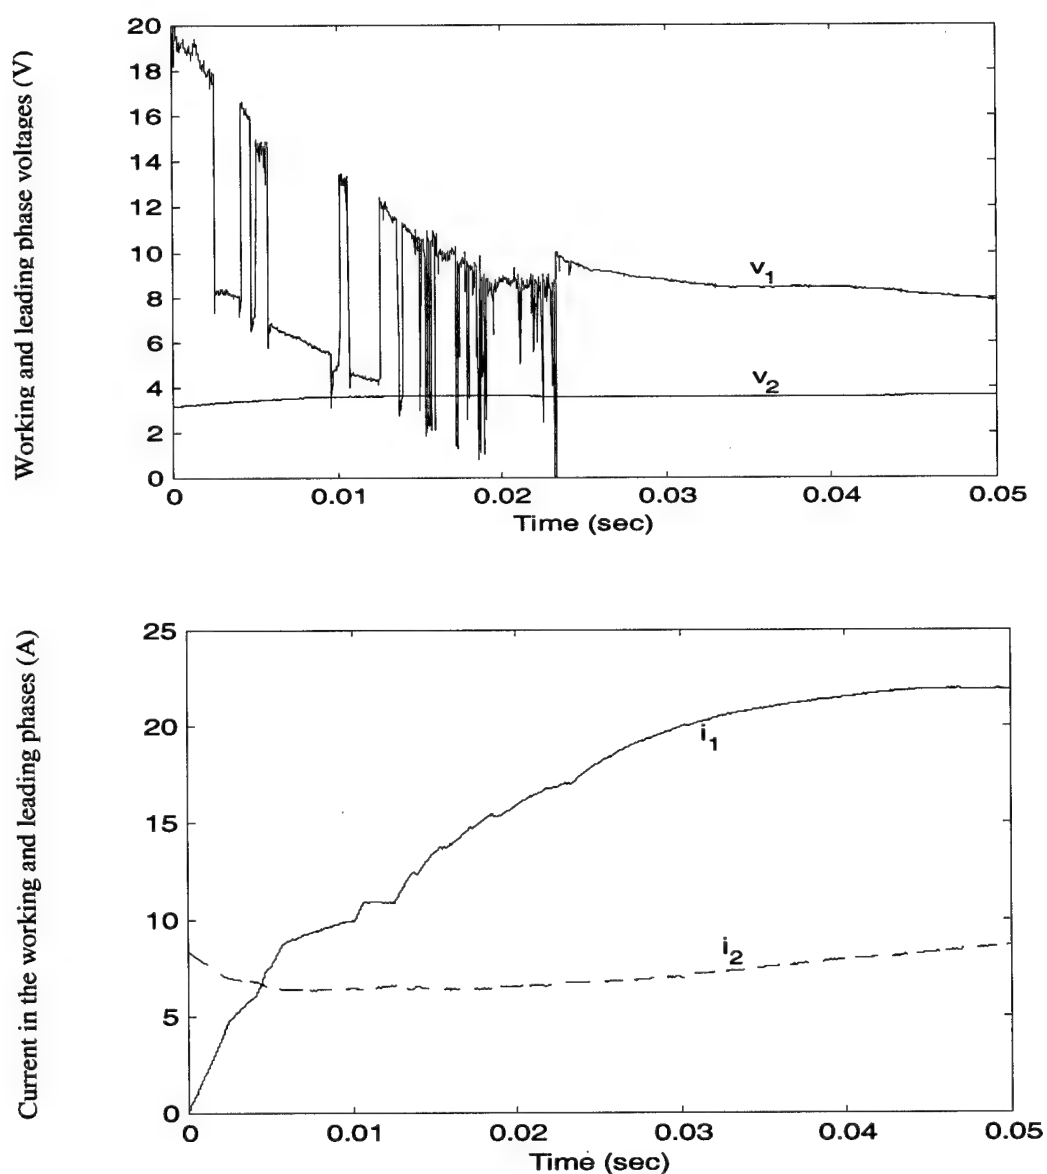 Working and leading phase voltages (V)
20
18
16
14
12
10
8
6
4
2
0
v1
v2
0 0.01 0.02 0.03 0.04 0.05
Time (sec)
Current in the working and leading phases (A)
25
20
15
10
5
0
i1
i2
0 0.01 0.02 0.03 0.04 0.05
Time (sec)